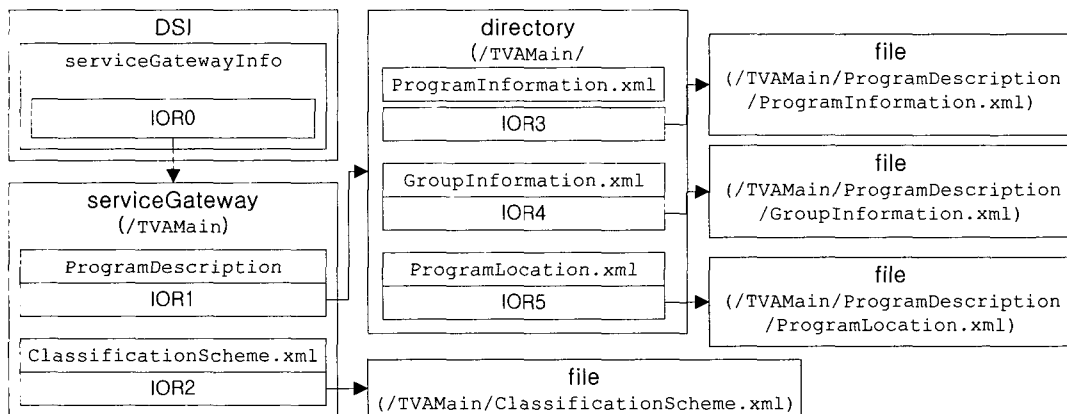 DSI
serviceGatewayInfo
IOR0
serviceGateway
(/TVAMain)
ProgramDescription
IOR1
ClassificationScheme.xml
IOR2
directory
(/TVAMain/
ProgramInformation.xml
IOR3
GroupInformation.xml
IOR4
ProgramLocation.xml
IOR5
file
(/TVAMain/ProgramDescription
/ProgramInformation.xml)
file
(/TVAMain/ProgramDescription
/GroupInformation.xml)
file
(/TVAMain/ProgramDescription
/ProgramLocation.xml)
file
(/TVAMain/ClassificationScheme.xml)